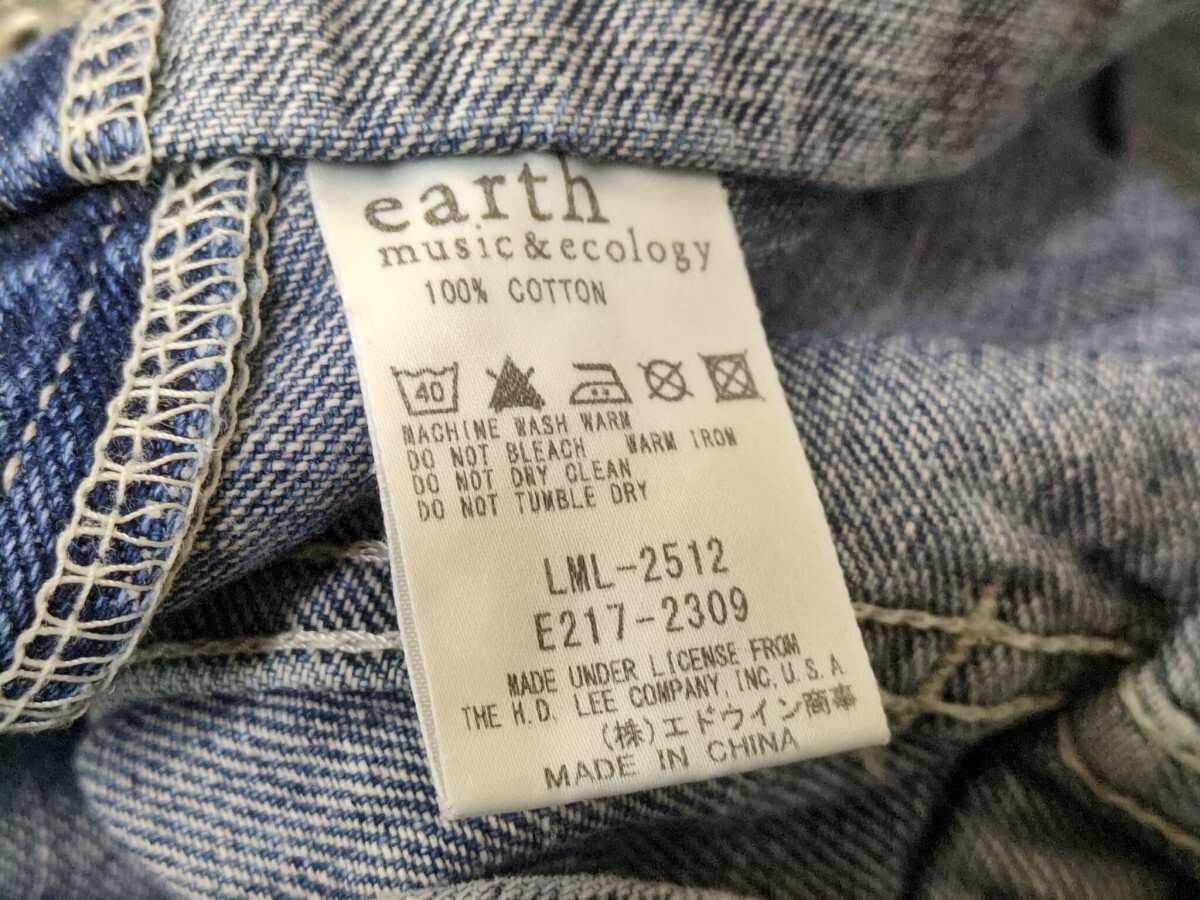 earth
music&ecology
100% COTTON
40
MACHINE WASH WARM
DO NOT BLEACH WARM IRON
DO NOT DRY CLEAN
DO NOT TUMBLE DRY
LML-2512
E217-2309
MADE UNDER LICENSE FROM
THE H.D. LEE COMPANY, INC, U.S.A
(株)エドウイン商事
MADE IN CHINA